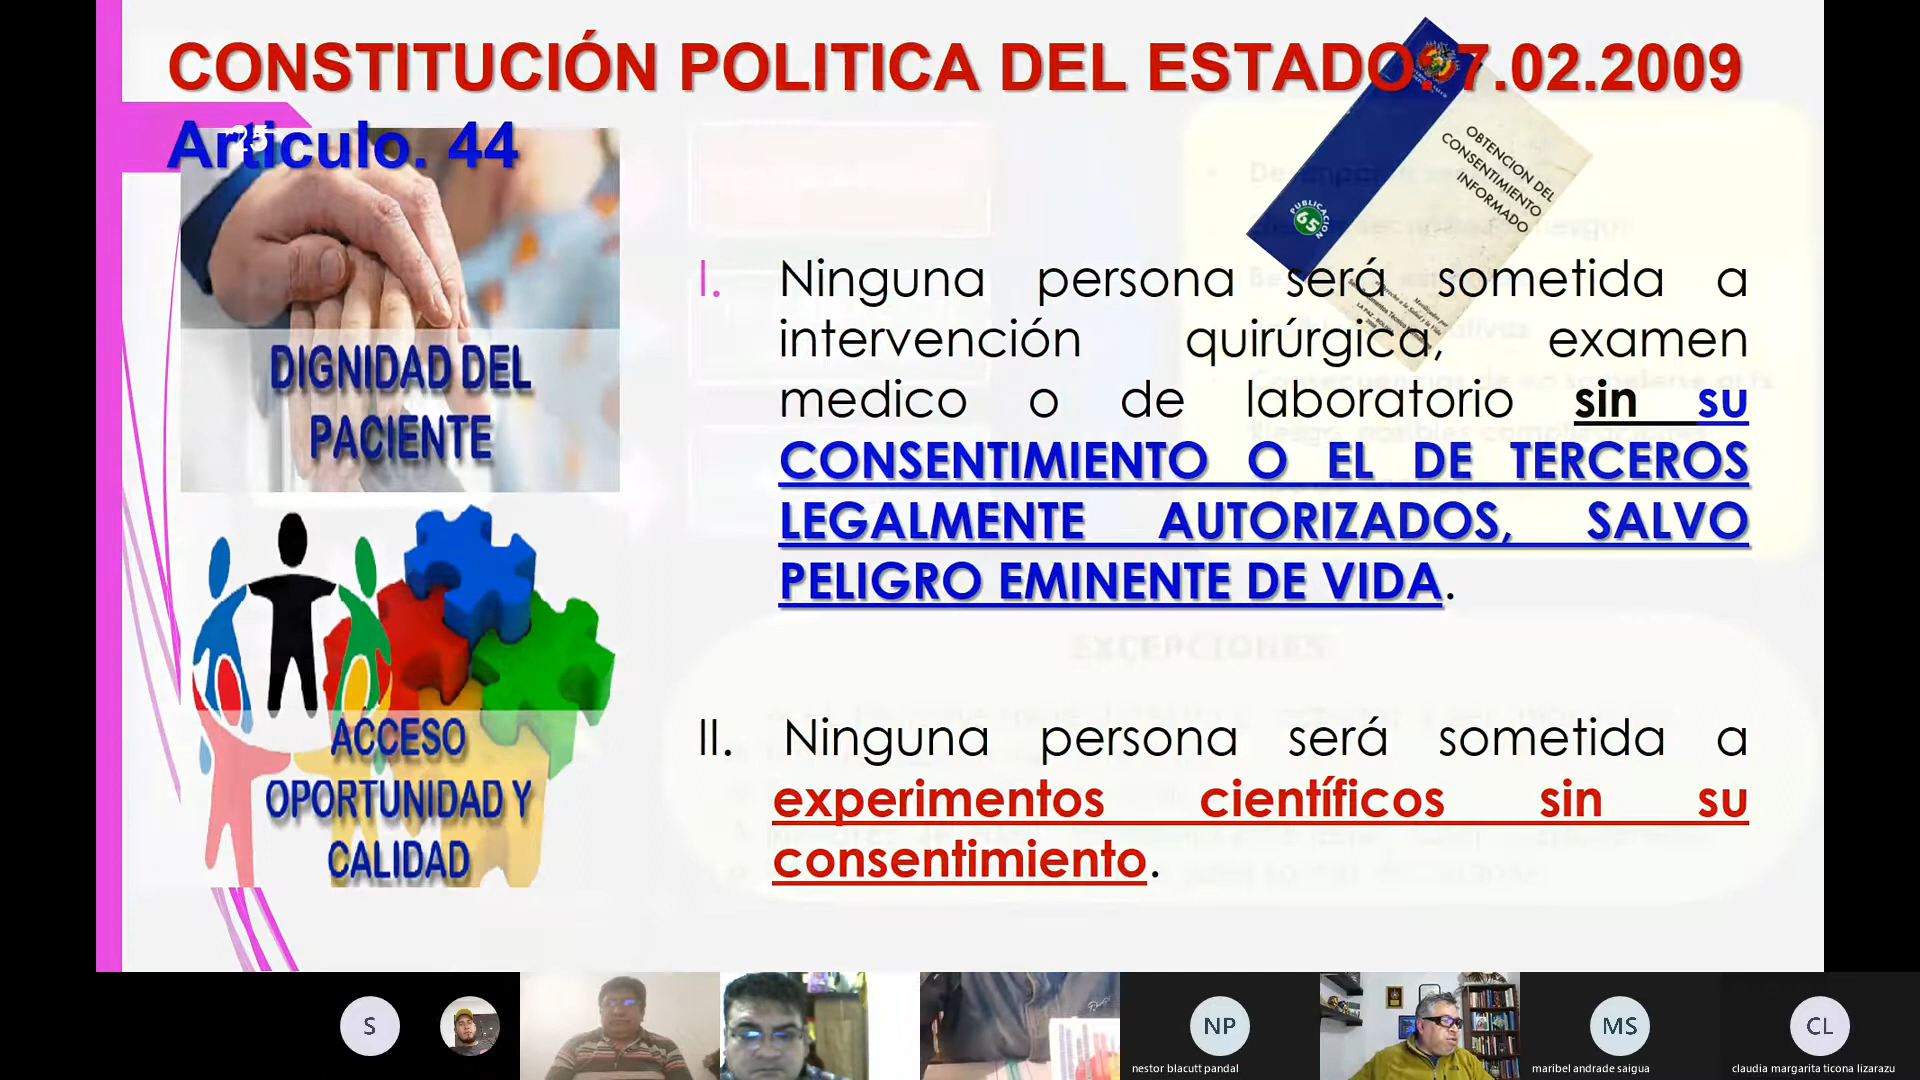 CONSTITUCIÓN POLITICA DEL ESTADO. 7.02.2009
Articulo. 44
25
OBTENCION DEL
CONSENTIMIENTO
INFORMADO
PUBLICACION
65
DIGNIDAD DEL
PACIENTE
ACCESO
OPORTUNIDAD Y
CALIDAD
I. Ninguna persona será sometida a
intervención quirúrgica, examen
medico o de laboratorio sin su
CONSENTIMIENTO O EL DE TERCEROS
LEGALMENTE AUTORIZADOS, SALVO
PELIGRO EMINENTE DE VIDA.
EXCEPCIONES
II. Ninguna persona será sometida a
experimentos científicos sin su
consentimiento.
S
NP
nestor blacutt pandal
MS
maribel andrade saigua
CL
claudia margarita ticona lizarazu